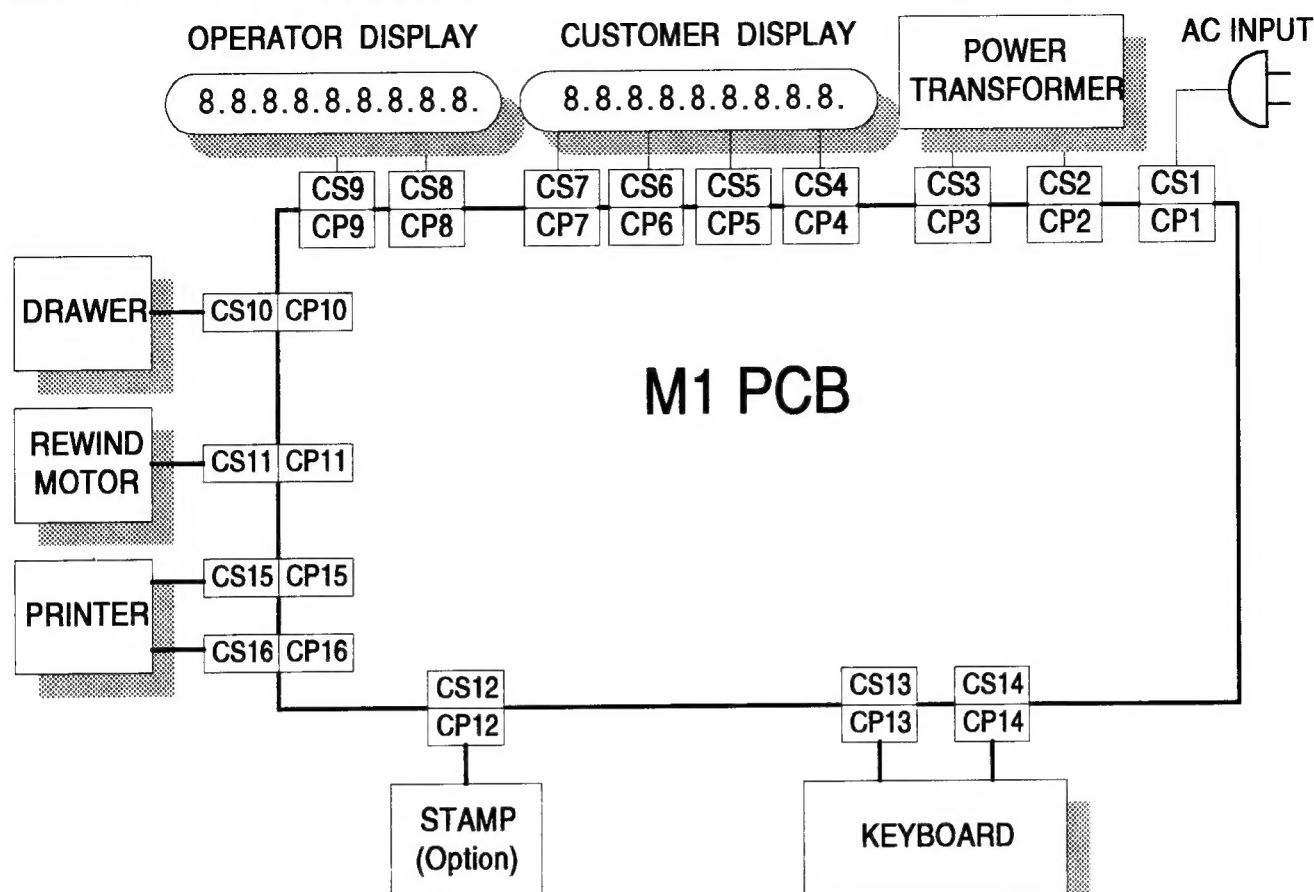 OPERATOR DISPLAY
CUSTOMER DISPLAY
POWER
TRANSFORMER
AC INPUT
8.8.8.8.8.8.8.8.8.8.
8.8.8.8.8.8.8.8.8.8.
CS9 CS8 CS7 CS6 CS5 CS4 CS3 CS2 CS1
CP9 CP8 CP7 CP6 CP5 CP4 CP3 CP2 CP1
DRAWER
CS10 CP10
M1 PCB
REWIND
MOTOR
CS11 CP11
PRINTER
CS15 CP15
CS16 CP16
CS12
CP12
CS13 CS14
CP13 CP14
STAMP
(Option)
KEYBOARD